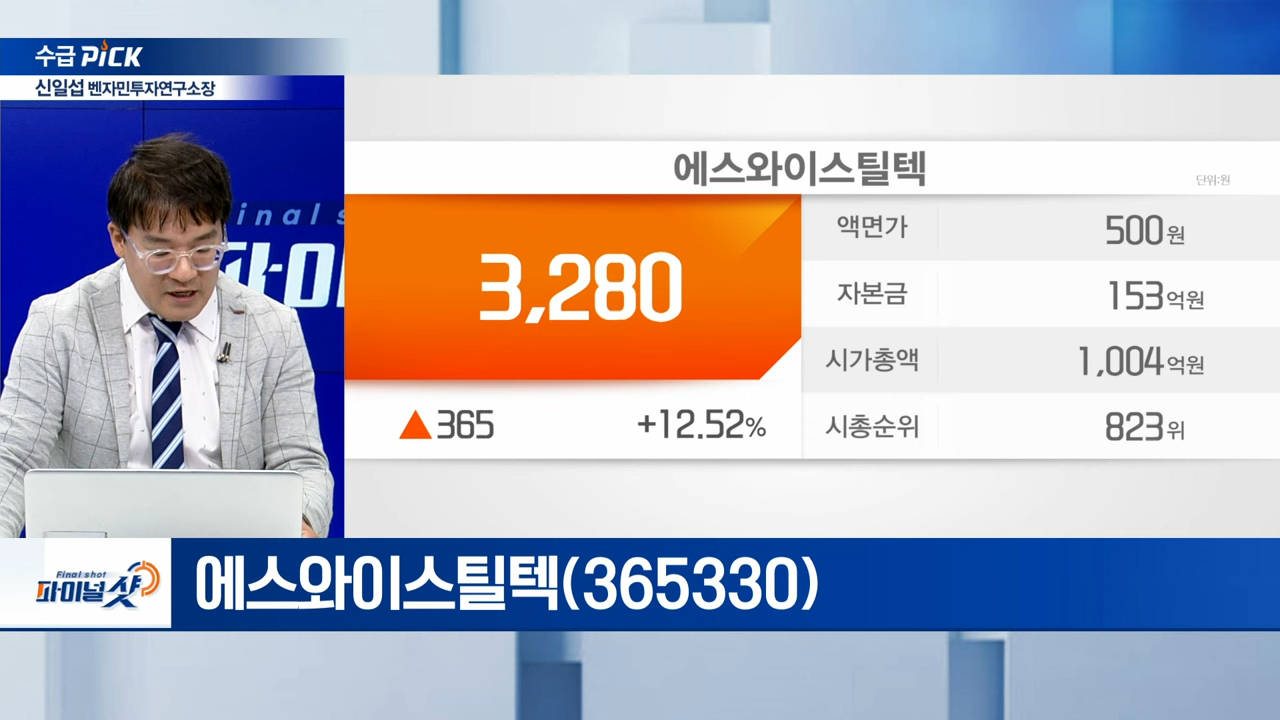 수급 PiCK
신일섭 벤자민투자연구소장
inal s
파이
에스와이스틸텍
단위:원
3,280
▲365 +12.52%
액면가 500원
자본금 153억원
시가총액 1,004억원
시총순위 823위
Final shot
파이널샷
에스와이스틸텍(365330)